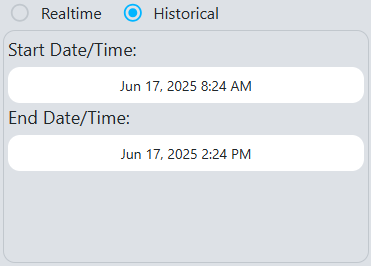 Realtime Historical
Start Date/Time:
Jun 17, 2025 8:24 AM
End Date/Time:
Jun 17, 2025 2:24 PM